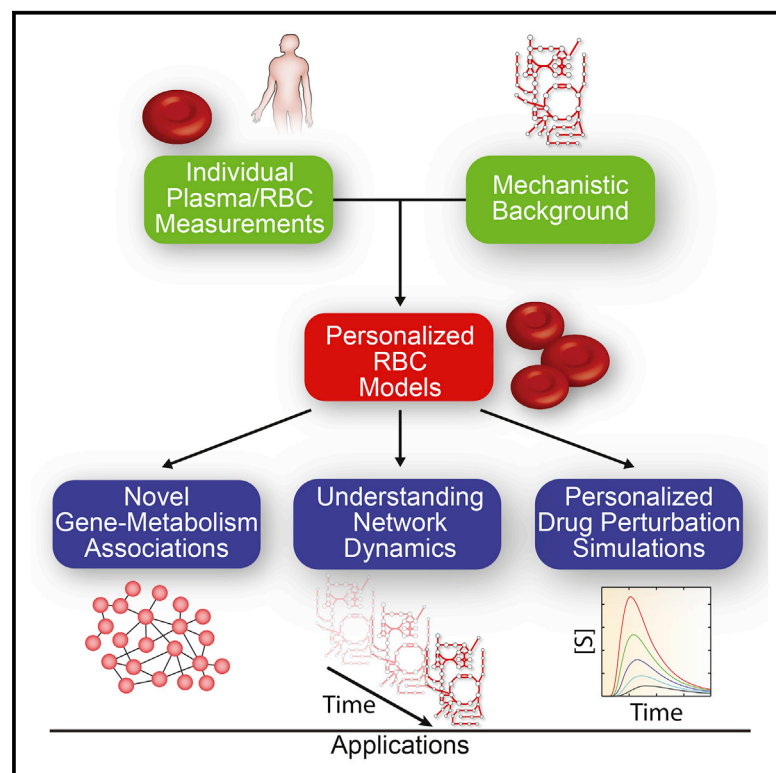 Individual
Plasma/RBC
Measurements
Mechanistic
Background
Personalized
RBC
Models
Novel
Gene-Metabolism
Associations
Understanding
Network
Dynamics
Personalized
Drug Perturbation
Simulations
Time
[S]
Time
Applications